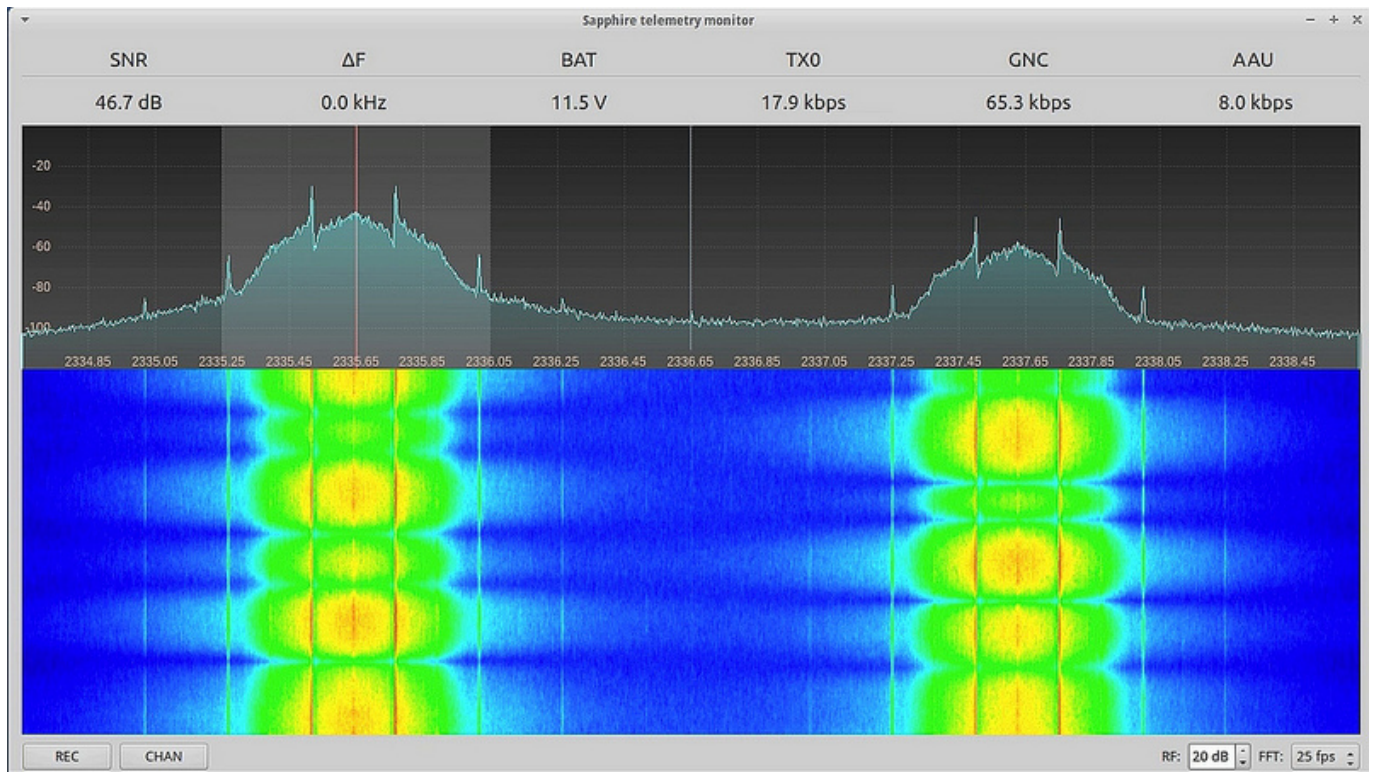 Sapphire telemetry monitor
SNR ΔF BAT TX0 GNC AAU
46.7 dB 0.0 kHz 11.5 V 17.9 kbps 65.3 kbps 8.0 kbps
-20
-40
-60
-80
-100
2334.85 2335.05 2335.25 2335.45 2335.65 2335.85 2336.05 2336.25 2336.45 2336.65 2336.85 2337.05 2337.25 2337.45 2337.65 2337.85 2338.05 2338.25 2338.45
REC CHAN RF: 20 dB FFT: 25 fps